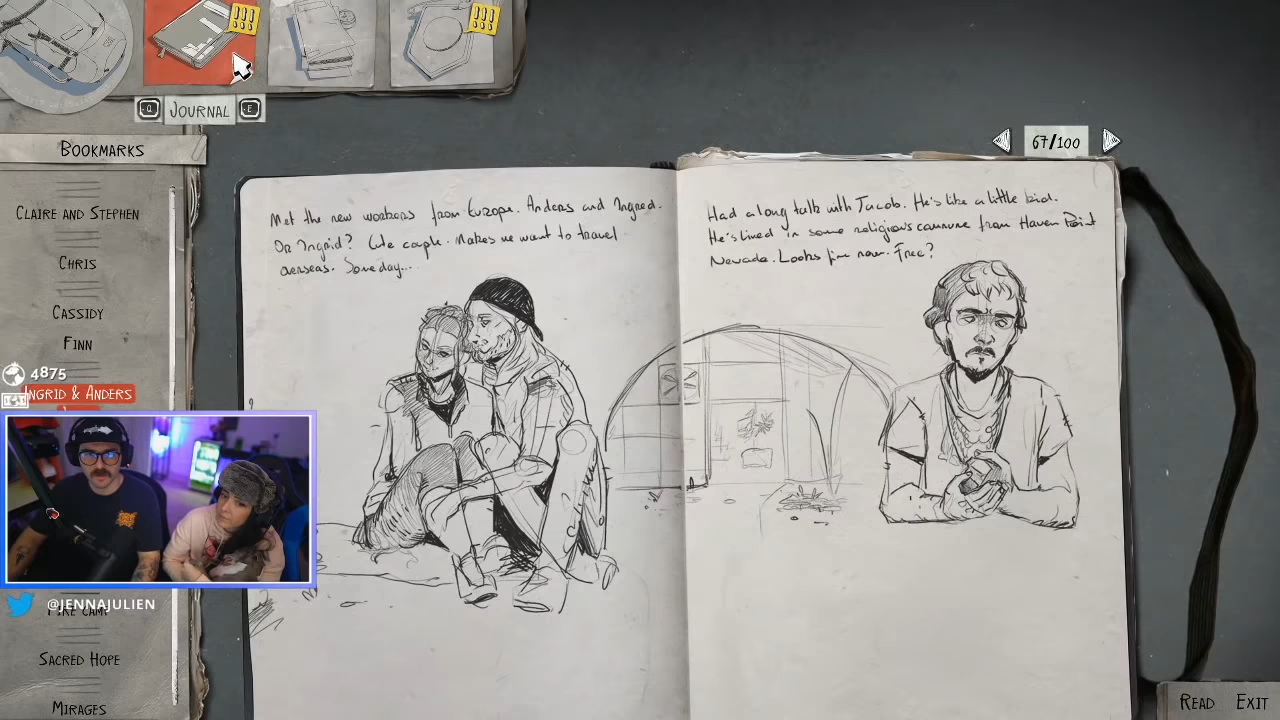 Q JOURNAL E
BOOKMARKS
67/100
CLAIRE AND STEPHEN
CHRIS
CASSIDY
FINN
4875
INGRID & ANDERS
@JENNAJULIEN
FIRE CAMP
SACRED HOPE
MIRAGES
Met the new workers from Europe. Anders and Ingred.
Or Ingrid? Cute couple. Makes me want to travel
overseas. Someday...
Had a long talk with Jacob. He's like a little bird.
He's lived in some religious commune from Haven Point
Nevada. Looks fine now. Free?
READ EXIT